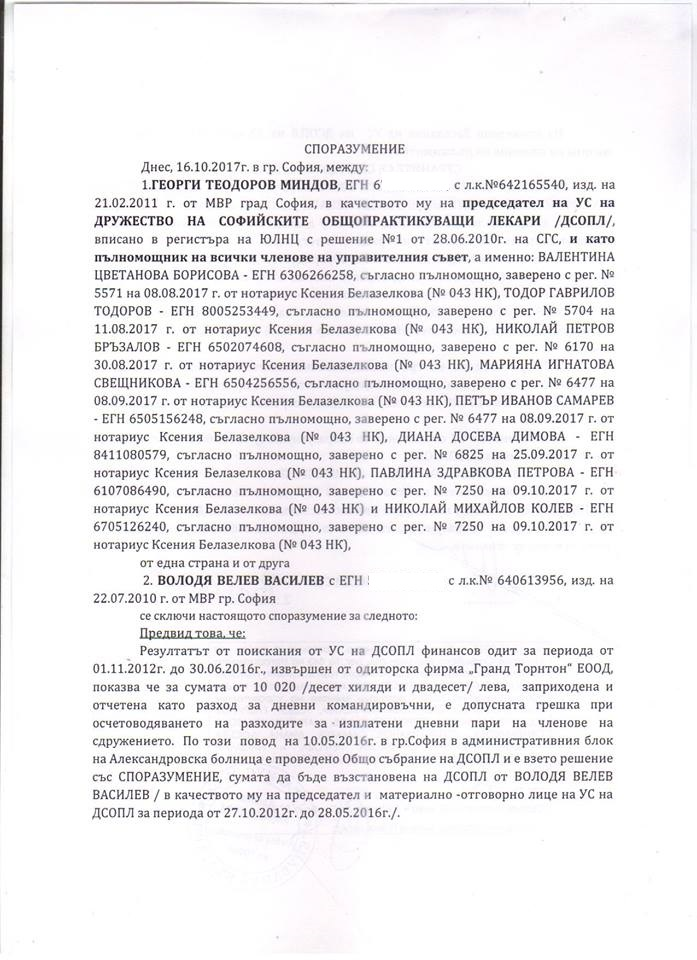 СПОРАЗУМЕНИЕ
Днес, 16.10.2017г. в гр. София, между:
1.ГЕОРГИ ТЕОДОРОВ МИНДОВ, ЕГН 6 с л.к.№642165540, изд. на
21.02.2011 г. от МВР град София, в качеството му на председател на УС на
ДРУЖЕСТВО НА СОФИЙСКИТЕ ОБЩОПРАКТИКУВАЩИ ЛЕКАРИ /ДСОПЛ/,
вписано в регистъра на ЮЛНЦ с решение №1 от 28.06.2010г. на СГС, и като
пълномощник на всички членове на управителния съвет, а именно: ВАЛЕНТИНА
ЦВЕТАНОВА БОРИСОВА - ЕГН 6306266258, съгласно пълномощно, заверено с рег. №
5571 на 08.08.2017 г. от нотариус Ксения Белазелкова (№ 043 НК), ТОДОР ГАВРИЛОВ
ТОДОРОВ - ЕГН 8005253449, съгласно пълномощно, заверено с рег. № 5704 на
11.08.2017 г. от нотариус Ксения Белазелкова (№ 043 НК), НИКОЛАЙ ПЕТРОВ
БРЪЗАЛОВ - ЕГН 6502074608, съгласно пълномощно, заверено с рег. № 6170 на
30.08.2017 г. от нотариус Ксения Белазелкова (№ 043 НК), МАРИЯНА ИГНАТОВА
СВЕЩНИКОВА - ЕГН 6504256556, съгласно пълномощно, заверено с рег. № 6477 на
08.09.2017 г. от нотариус Ксения Белазелкова (№ 043 НК), ПЕТЪР ИВАНОВ САМАРЕВ
- ЕГН 6505156248, съгласно пълномощно, заверено с рег. № 6477 на 08.09.2017 г. от
нотариус Ксения Белазелкова (№ 043 НК), ДИАНА ДОСЕВА ДИМОВА - ЕГН
8411080579, съгласно пълномощно, заверено с рег. № 6825 на 25.09.2017 г. от
нотариус Ксения Белазелкова (№ 043 НК), ПАВЛИНА ЗДРАВКОВА ПЕТРОВА - ЕГН
6107086490, съгласно пълномощно, заверено с рег. № 7250 на 09.10.2017 г. от
нотариус Ксения Белазелкова (№ 043 НК) и НИКОЛАЙ МИХАЙЛОВ КОЛЕВ - ЕГН
6705126240, съгласно пълномощно, заверено с рег. № 7250 на 09.10.2017 г. от
нотариус Ксения Белазелкова (№ 043 НК),
от една страна и от друга
2. ВОЛОДЯ ВЕЛЕВ ВАСИЛЕВ с ЕГН с л.к.№ 640613956, изд. на
22.07.2010 г. от МВР гр. София
се сключи настоящото споразумение за следното:
Предвид това, че:
Резултатът от поискания от УС на ДСОПЛ финансов одит за периода от
01.11.2012г. до 30.06.2016г., извършен от одиторска фирма „Гранд Торнтон“ ЕООД,
показва че за сумата от 10 020 /десет хиляди и двадесет/ лева, заприходена и
отчетена като разход за дневни командировъчни, е допусната грешка при
осчетоводяването на разходите за изплатени дневни пари на членове на
сдружението. По този повод на 10.05.2016г. в гр.София в административния блок
на Александровска болница е проведено Общо събрание на ДСОПЛ и е взето решение
със СПОРАЗУМЕНИЕ, сумата да бъде възстановена на ДСОПЛ от ВОЛОДЯ ВЕЛЕВ
ВАСИЛЕВ / в качеството му на председател и материално -отговорно лице на УС на
ДСОПЛ за периода от 27.10.2012г. до 28.05.2016г./.